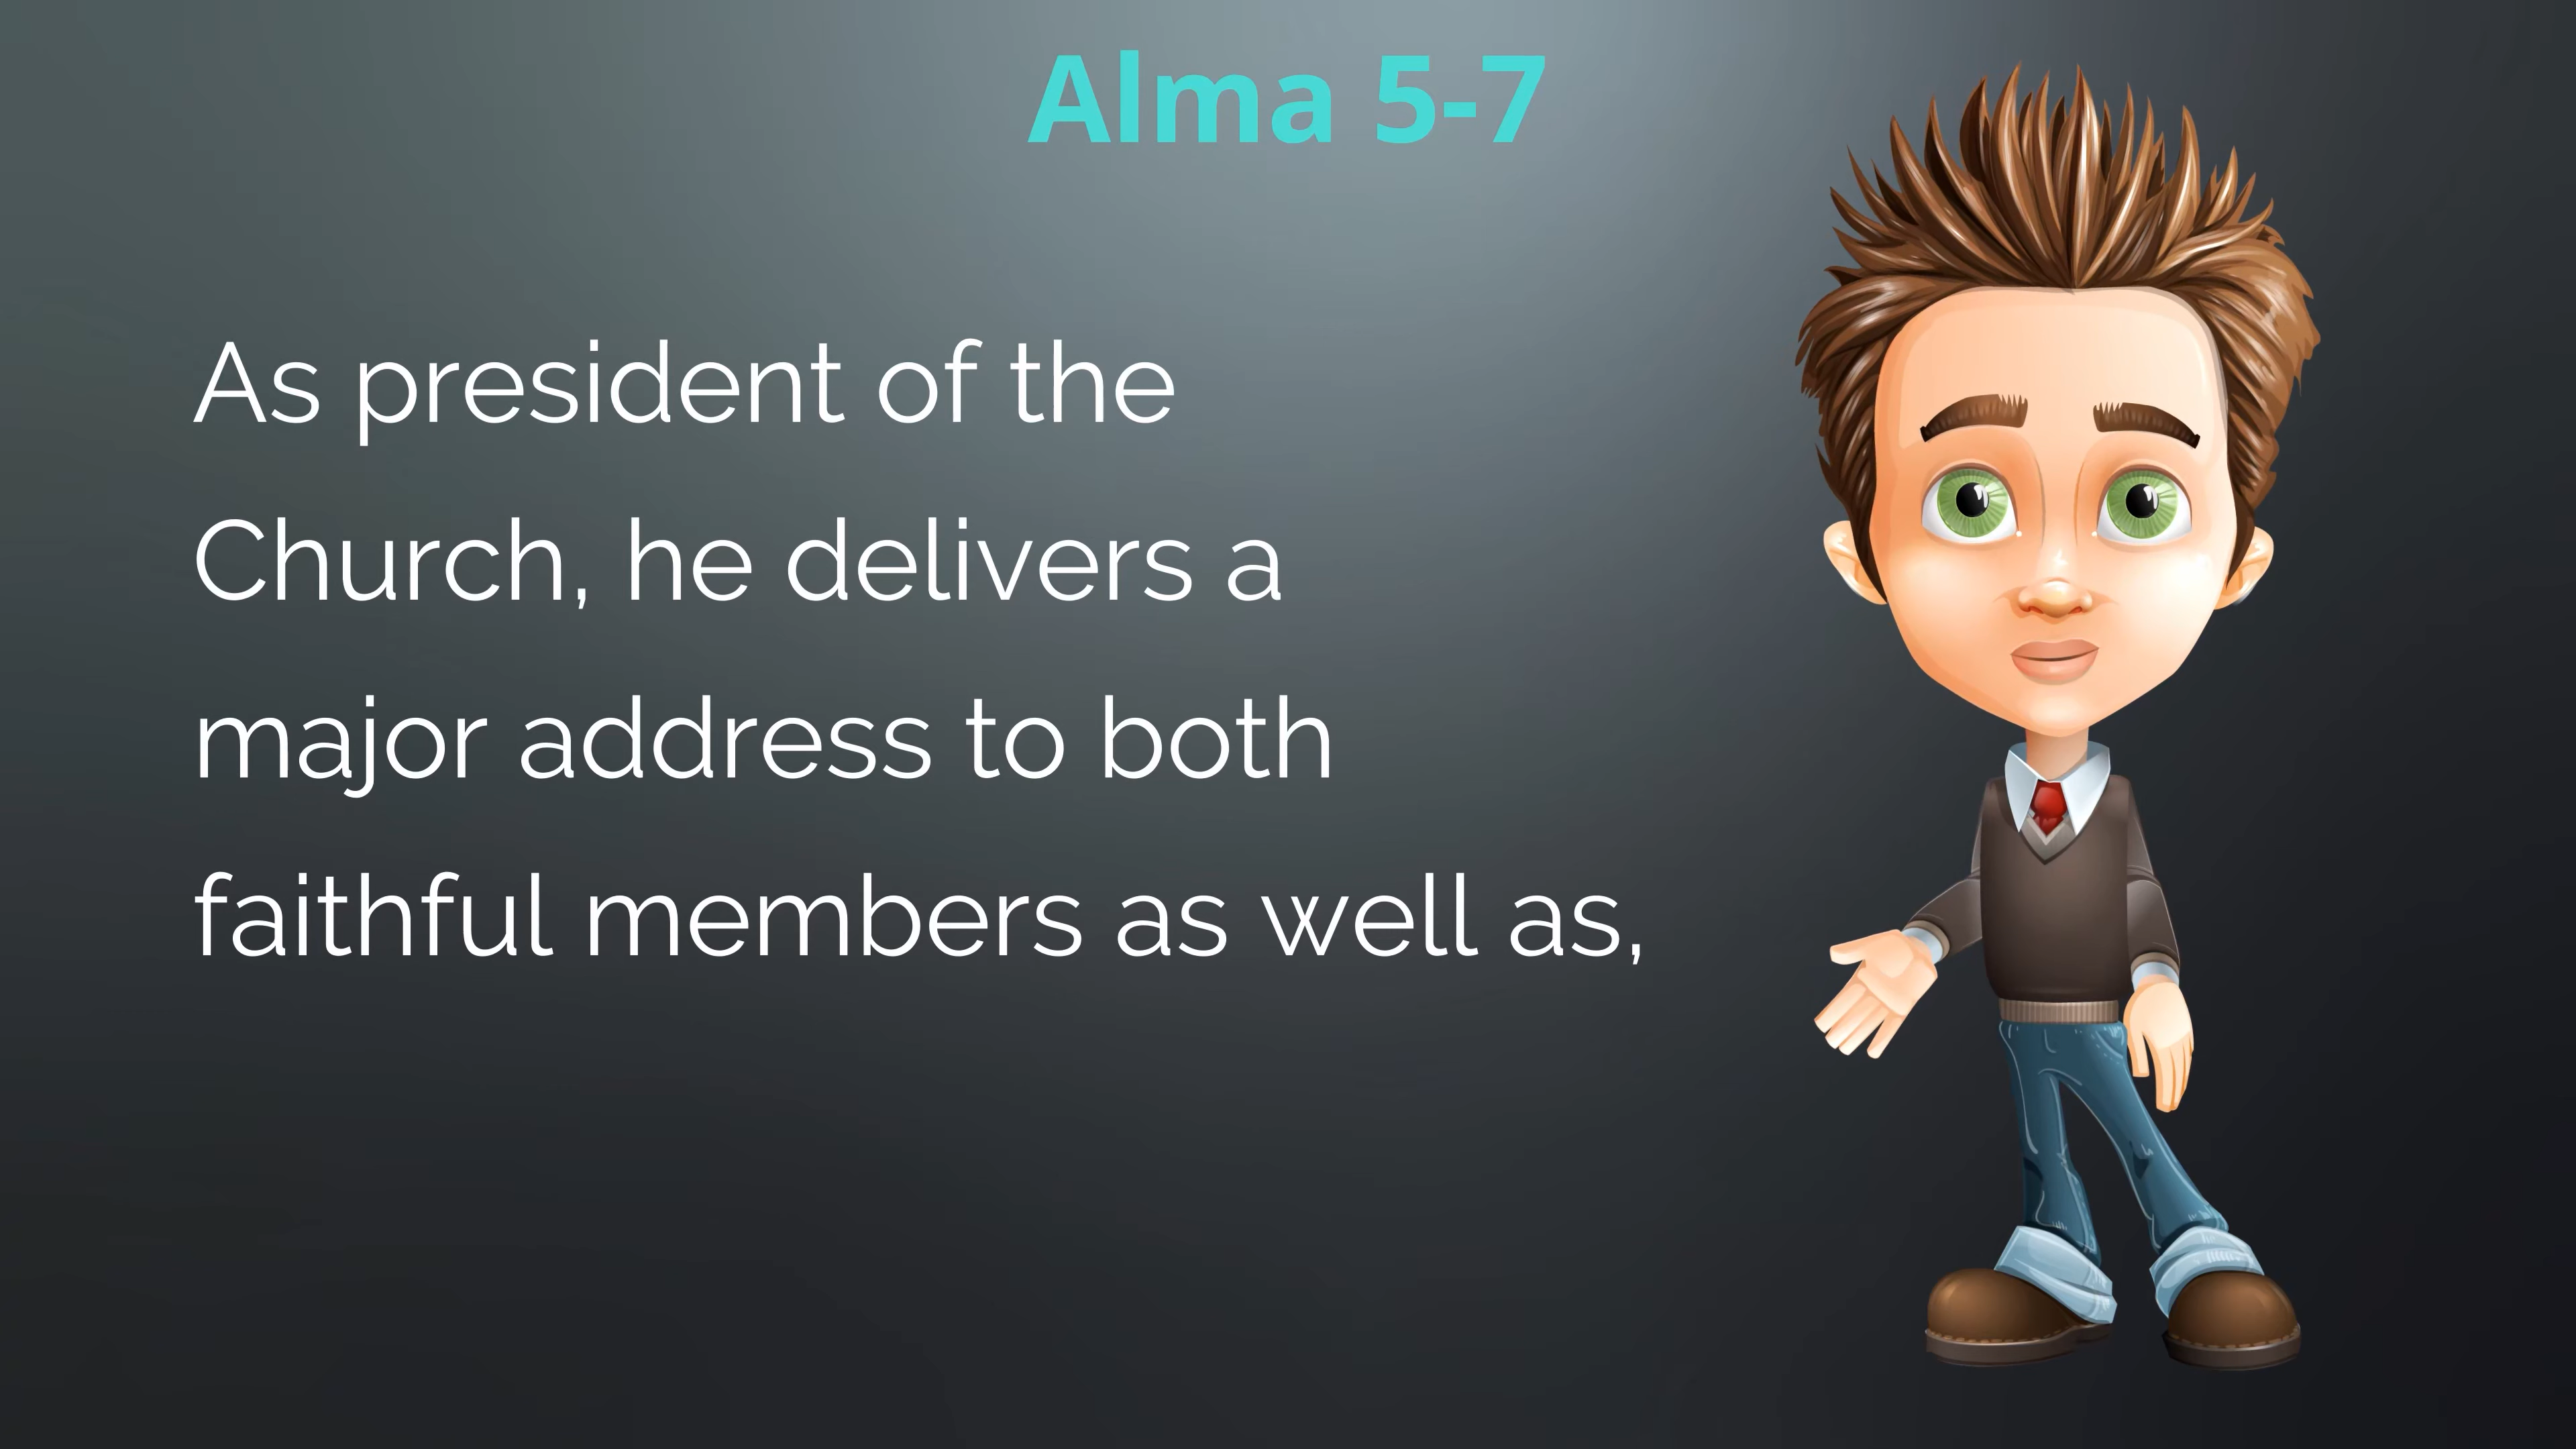 Alma 5-7
As president of the
Church, he delivers a
major address to both
faithful members as well as,